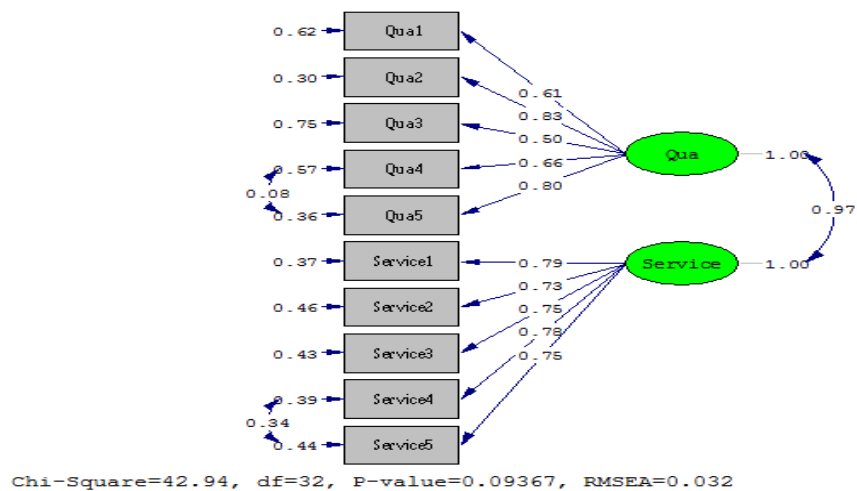 0.62 Qua1
0.30 Qua2
0.61
0.83
0.75 Qua3
0.50
Qua 1.00
0.57 Qua4
0.66
0.80
0.08
0.36 Qua5
0.97
0.37 Service1
0.79
Service 1.00
0.73
0.46 Service2
0.75
0.78
0.43 Service3
0.75
0.39 Service4
0.34
0.44 Service5
Chi-Square=42.94, df=32, P-value=0.09367, RMSEA=0.032